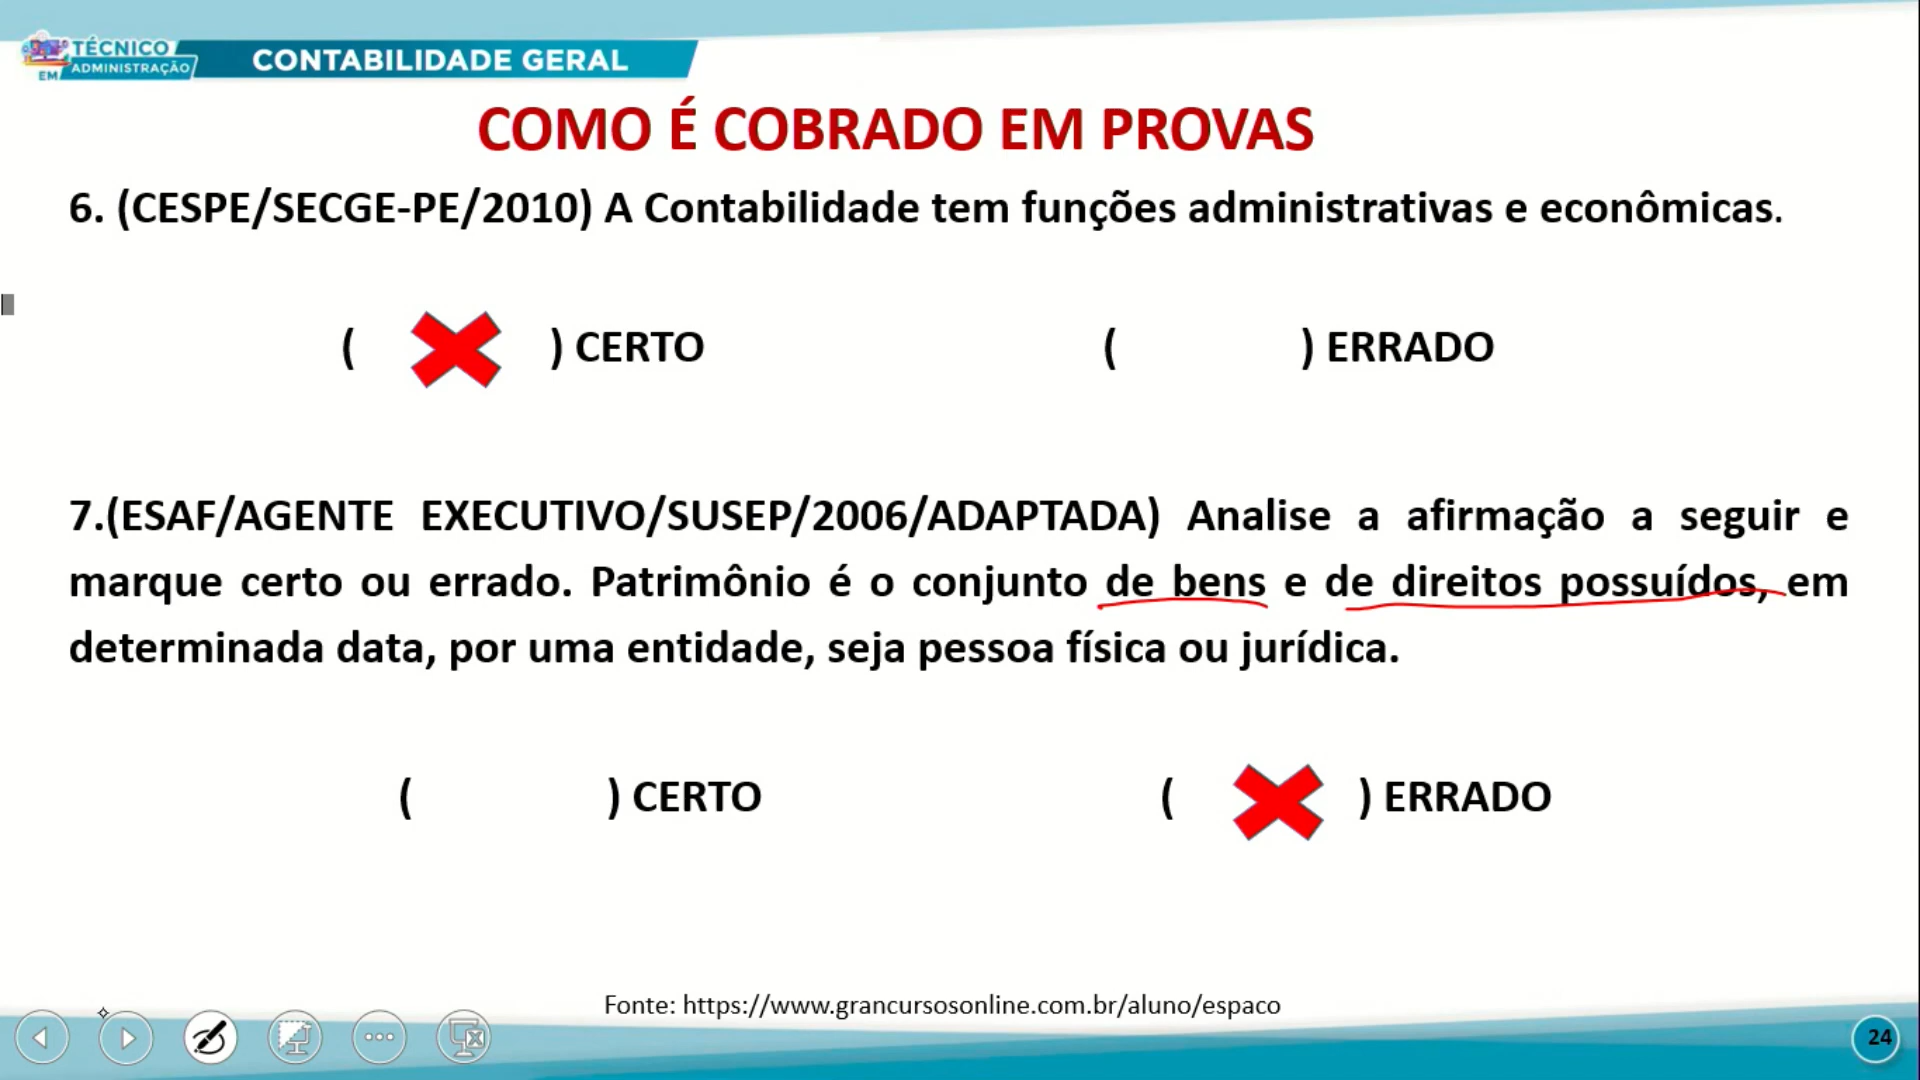 TÉCNICO
EM ADMINISTRAÇÃO
CONTABILIDADE GERAL
COMO É COBRADO EM PROVAS
6. (CESPE/SECGE-PE/2010) A Contabilidade tem funções administrativas e econômicas.
( ) CERTO ( ) ERRADO
7.(ESAF/AGENTE EXECUTIVO/SUSEP/2006/ADAPTADA) Analise a afirmação a seguir e
marque certo ou errado. Patrimônio é o conjunto de bens e de direitos possuídos, em
determinada data, por uma entidade, seja pessoa física ou jurídica.
( ) CERTO ( ) ERRADO
Fonte: https://www.grancursosonline.com.br/aluno/espaco
24